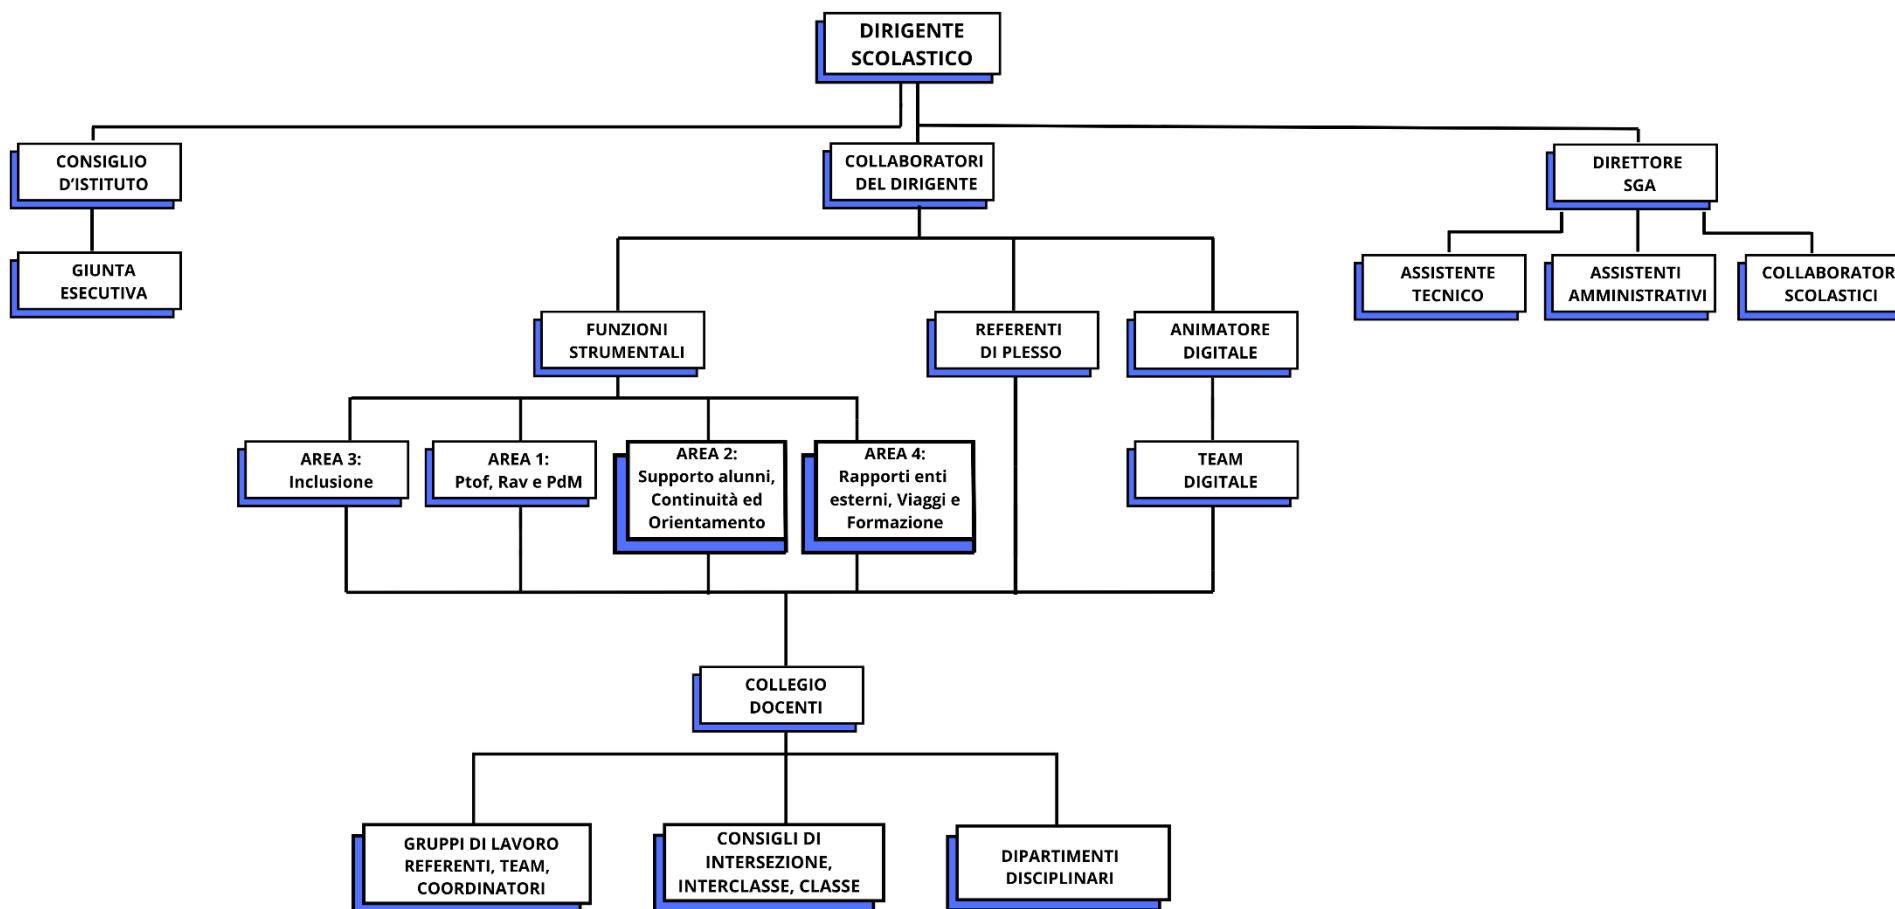 DIRIGENTE
SCOLASTICO
CONSIGLIO
D'ISTITUTO
COLLABORATORI
DEL DIRIGENTE
DIRETTORE
SGA
GIUNTA
ESECUTIVA
ASSISTENTE
TECNICO
ASSISTENTI
AMMINISTRATIVI
COLLABORATOR
SCOLASTICI
FUNZIONI
STRUMENTALI
REFERENTI
DI PLESSO
ANIMATORE
DIGITALE
AREA 3:
Inclusione
AREA 1:
Ptof, Rav e PdM
AREA 2:
Supporto alunni,
Continuità ed
Orientamento
AREA 4:
Rapporti enti
esterni, Viaggi e
Formazione
TEAM
DIGITALE
COLLEGIO
DOCENTI
GRUPPI DI LAVORO
REFERENTI, TEAM,
COORDINATORI
CONSIGLI DI
INTERSEZIONE,
INTERCLASSE, CLASSE
DIPARTIMENTI
DISCIPLINARI